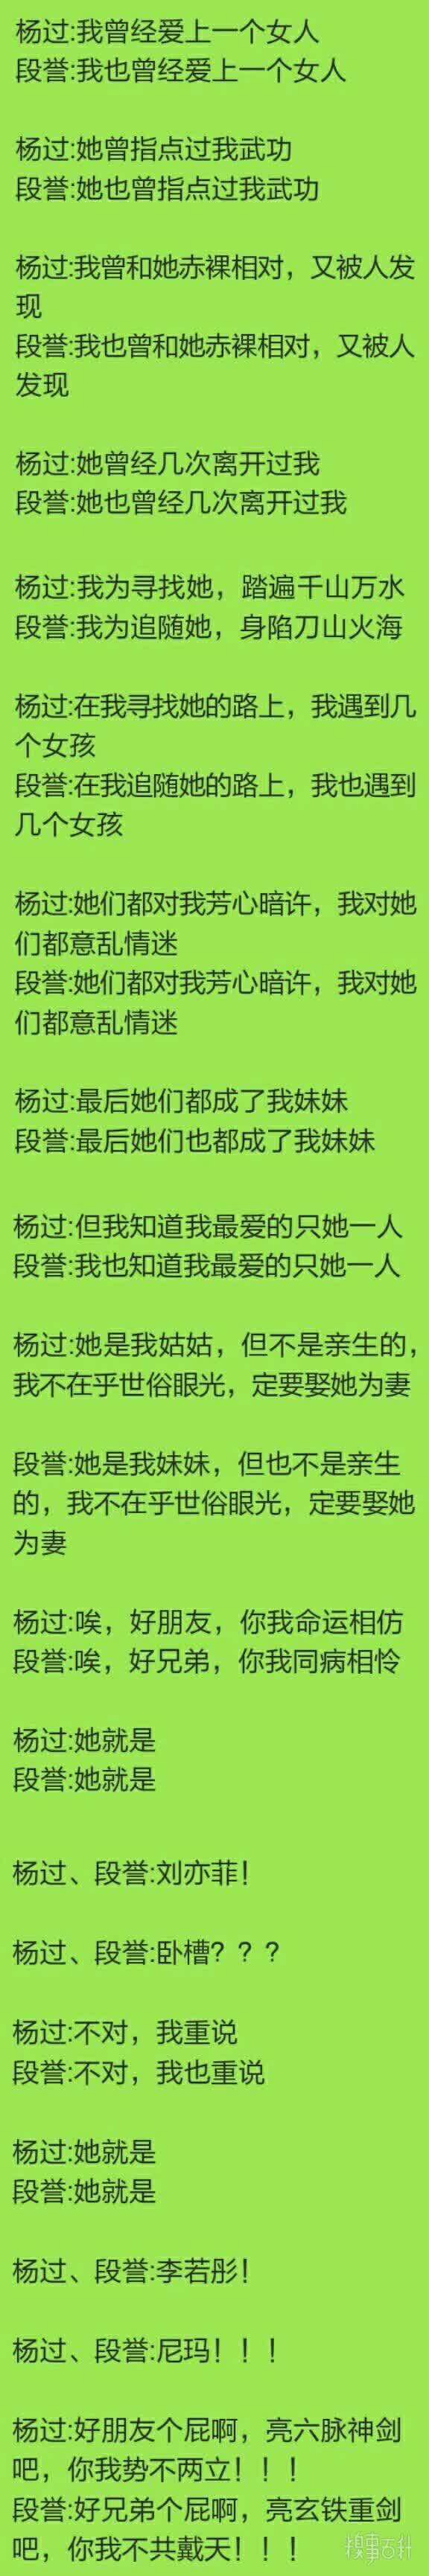 杨过:我曾经爱上一个女人
段誉:我也曾经爱上一个女人
杨过:她曾指点过我武功
段誉:她也曾指点过我武功
杨过:我曾和她赤裸相对，又被人发
现
段誉:我也曾和她赤裸相对，又被人
发现
杨过:她曾经几次离开过我
段誉:她也曾经几次离开过我
杨过:我为寻找她，踏遍千山万水
段誉:我为追随她，身陷刀山火海
杨过:在我寻找她的路上，我遇到几
个女孩
段誉:在我追随她的路上，我也遇到
几个女孩
杨过:她们都对我芳心暗许，我对她
们都意乱情迷
段誉:她们都对我芳心暗许，我对她
们都意乱情迷
杨过:最后她们都成了我妹妹
段誉:最后她们也都成了我妹妹
杨过:但我知道我最爱的只她一人
段誉:我也知道我最爱的只她一人
杨过:她是我姑姑，但不是亲生的，
我不在乎世俗眼光，定要娶她为妻
段誉:她是我妹妹，但也不是亲生
的，我不在乎世俗眼光，定要娶她
为妻
杨过:唉，好朋友，你我命运相仿
段誉:唉，好兄弟，你我同病相怜
杨过:她就是
段誉:她就是
杨过、段誉:刘亦菲！
杨过、段誉:卧槽？？？
杨过:不对，我重说
段誉:不对，我也重说
杨过:她就是
段誉:她就是
杨过、段誉:李若彤！
杨过、段誉:尼玛！！！
杨过:好朋友个屁啊，亮六脉神剑
吧，你我势不两立！！！
段誉:好兄弟个屁啊，亮玄铁重剑
吧，你我不共戴天！！！
糗事百科